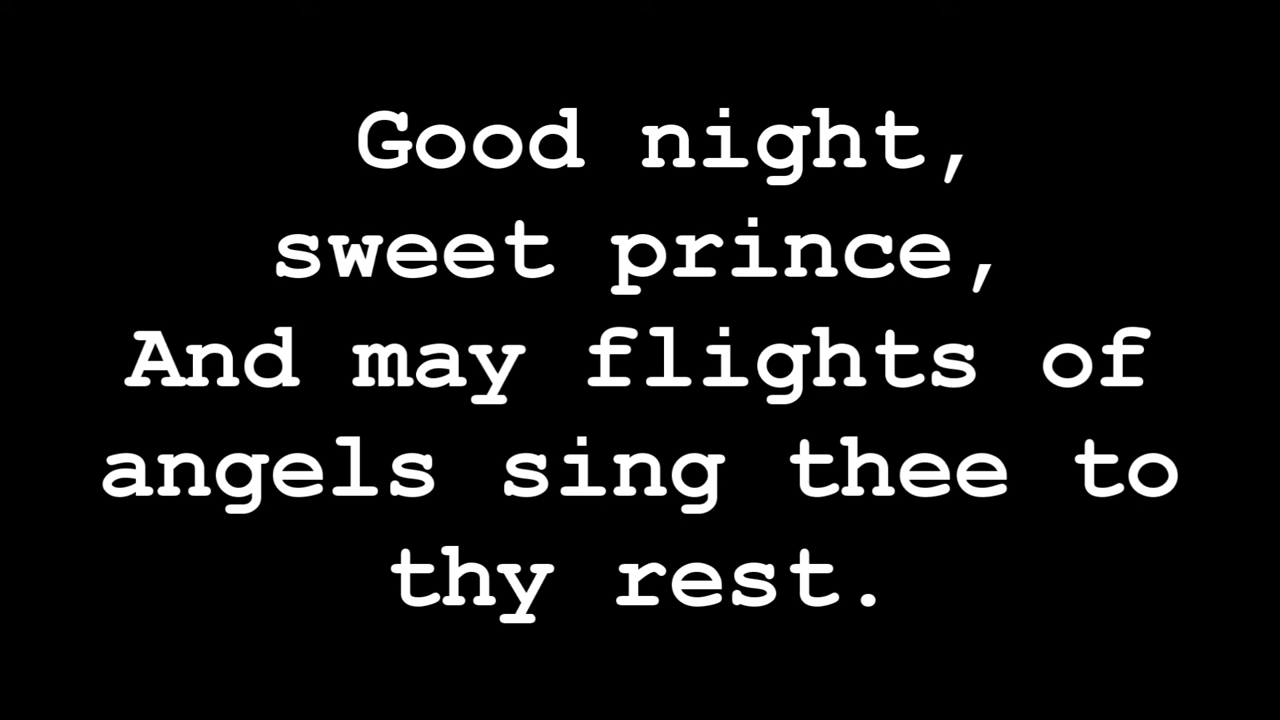 Good night,
sweet prince,
And may flights of
angels sing thee to
thy rest.